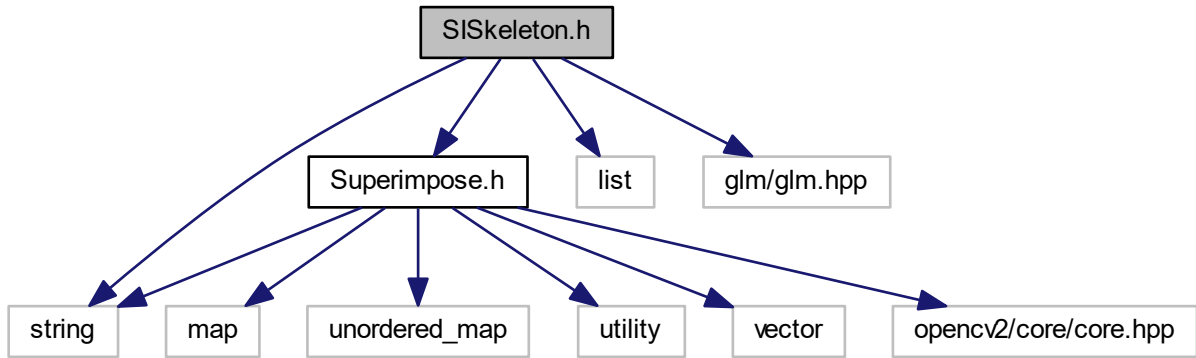 SISkeleton.h
Superimpose.h
list
glm/glm.hpp
string
map
unordered_map
utility
vector
opencv2/core/core.hpp